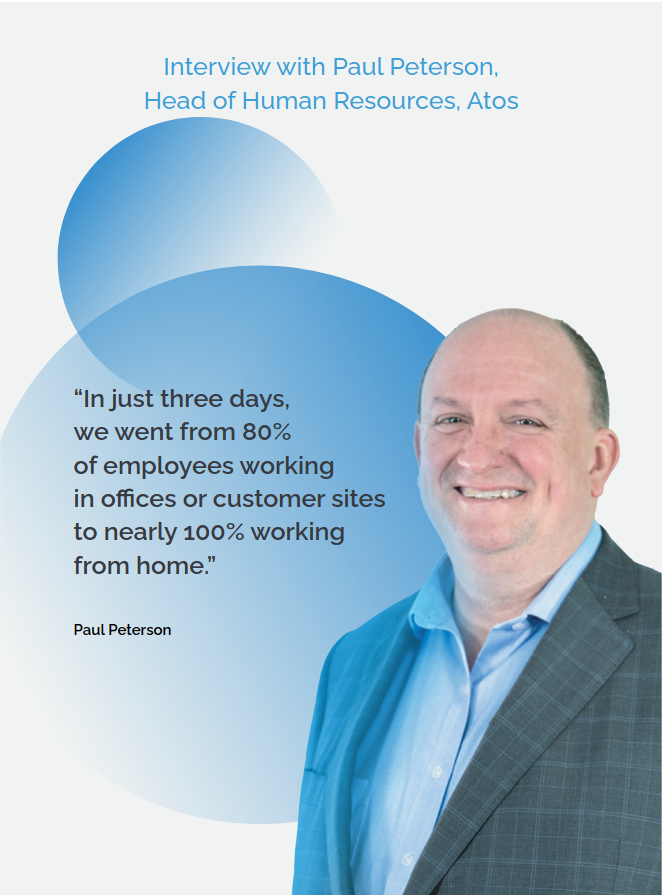 Interview with Paul Peterson,
Head of Human Resources, Atos
“In just three days,
we went from 80%
of employees working
in offices or customer sites
to nearly 100% working
from home.”
Paul Peterson